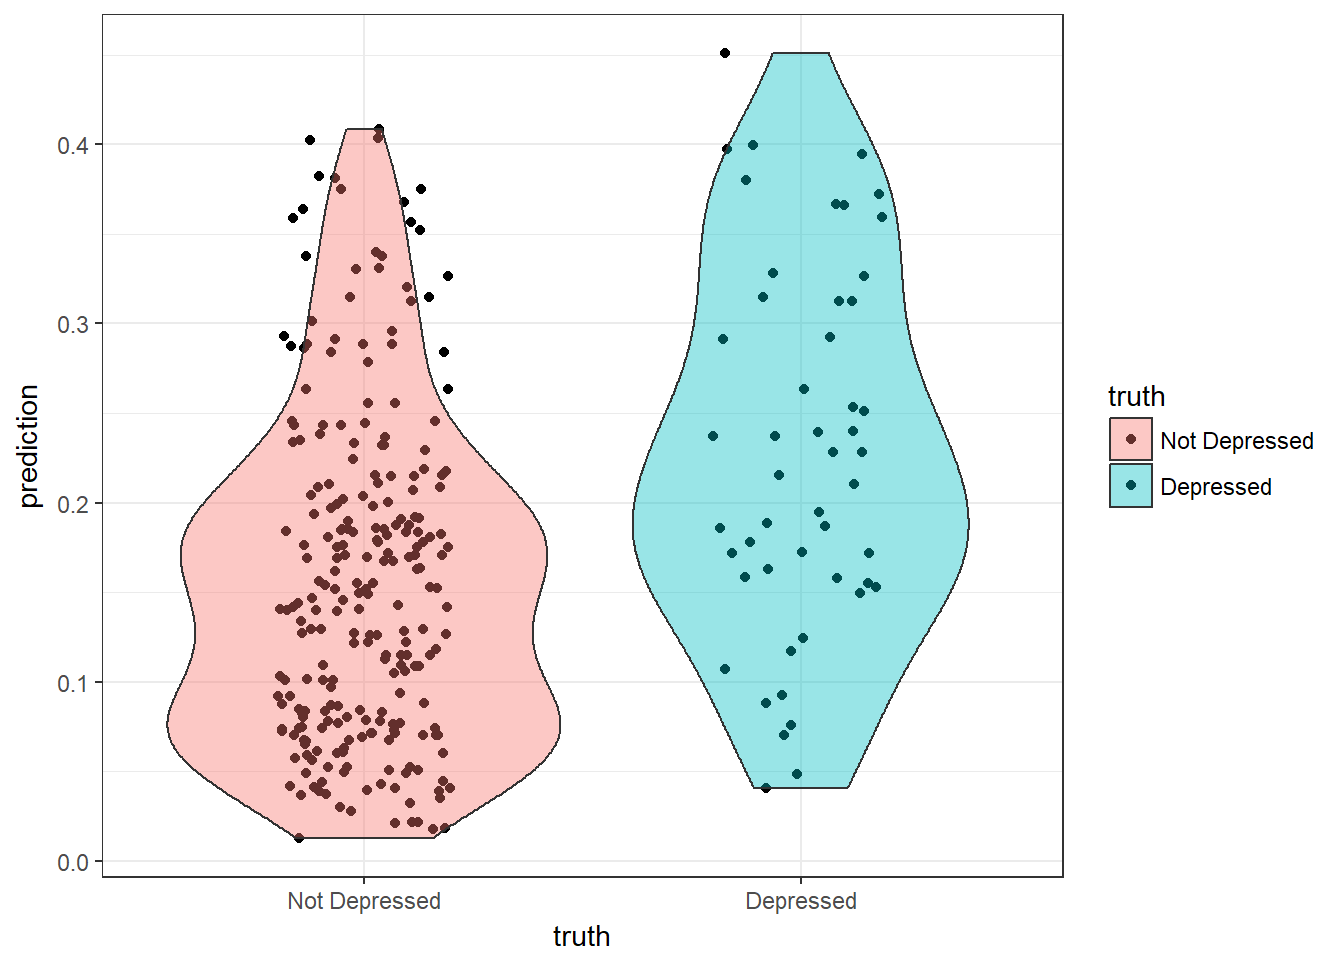 0.4
0.3
0.2
0.1
0.0
prediction
Not Depressed
Depressed
truth
truth
Not Depressed
Depressed